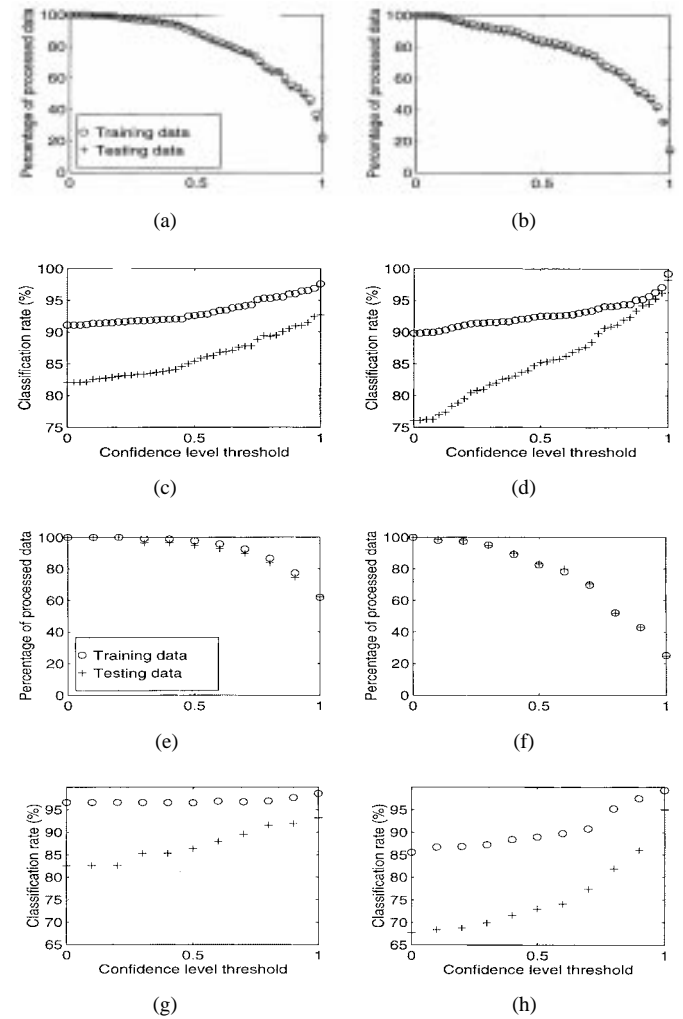 Percentage of processed data
100
80
60
40
20
0
0 0.5 1
Training data
Testing data
(a)
Percentage of processed data
100
80
60
40
20
0
0 0.5 1
(b)
Classification rate (%)
100
95
90
85
80
75
0 0.5 1
Confidence level threshold
(c)
Classification rate (%)
100
95
90
85
80
75
0 0.5 1
Confidence level threshold
(d)
Percentage of processed data
100
80
60
40
20
0
0 0.5 1
Training data
Testing data
(e)
Percentage of processed data
100
80
60
40
20
0
0 0.5 1
(f)
Classification rate (%)
95
90
85
80
75
70
65
0 0.5 1
Confidence level threshold
(g)
Classification rate (%)
95
90
85
80
75
70
65
0 0.5 1
Confidence level threshold
(h)